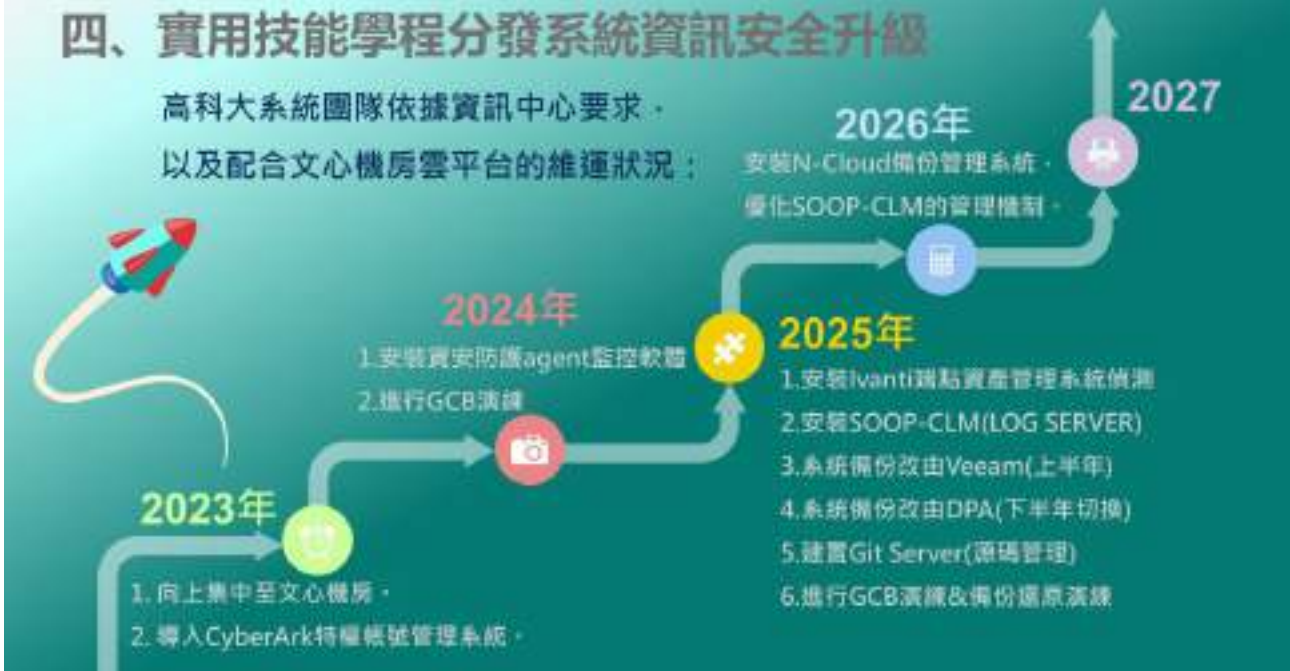 四、實用技能學程分發系統資訊安全升級
高科大系統團隊依據資訊中心要求，
以及配合文心機房雲平台的維運狀況：
2023年
1. 向上集中至文心機房。
2. 導入CyberArk特權帳號管理系統。
2024年
1.安裝資安防護agent監控軟體
2.進行GCB演練
2025年
1.安裝Ivanti端點資產管理系統偵測
2.安裝SOOP-CLM(LOG SERVER)
3.系統備份改由Veeam(上半年)
4.系統備份改由DPA(下半年切換)
5.建置Git Server(源碼管理)
6.進行GCB演練&備份還原演練
2026年
安裝N-Cloud備份管理系統，
優化SOOP-CLM的管理機制。
2027